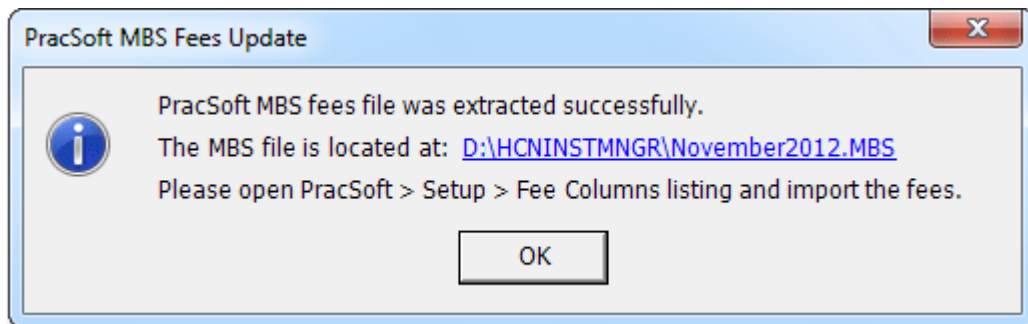 PracSoft MBS Fees Update
PracSoft MBS fees file was extracted successfully.
The MBS file is located at: D:\HCNINSTMNGR\November2012.MBS
Please open PracSoft > Setup > Fee Columns listing and import the fees.
OK